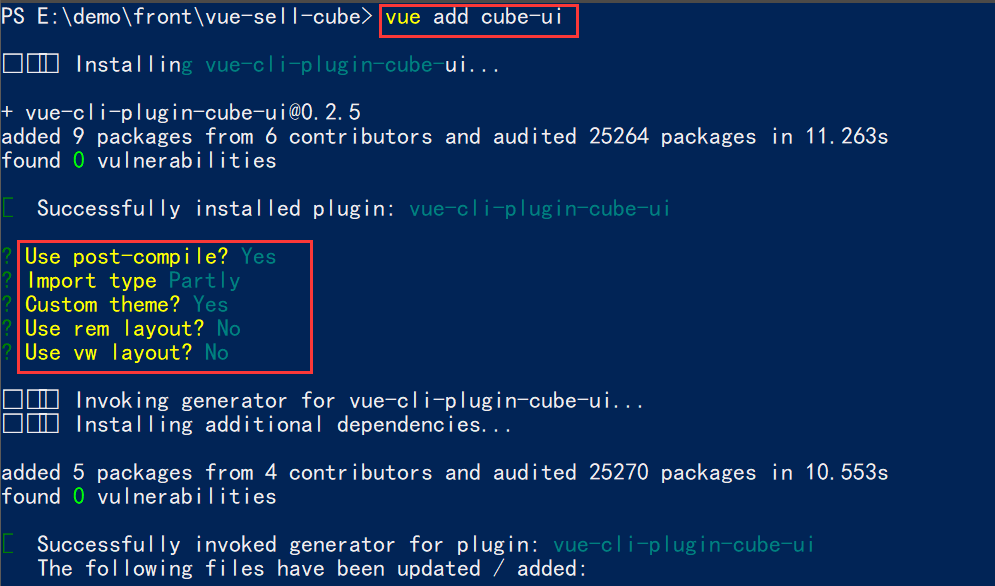 PS E:\demo\front\vue-sell-cube> vue add cube-ui
Installing vue-cli-plugin-cube-ui...
+ vue-cli-plugin-cube-ui@0.2.5
added 9 packages from 6 contributors and audited 25264 packages in 11.263s
found 0 vulnerabilities
Successfully installed plugin: vue-cli-plugin-cube-ui
? Use post-compile? Yes
? Import type Partly
? Custom theme? Yes
? Use rem layout? No
? Use vw layout? No
Invoking generator for vue-cli-plugin-cube-ui...
Installing additional dependencies...
added 5 packages from 4 contributors and audited 25270 packages in 10.553s
found 0 vulnerabilities
Successfully invoked generator for plugin: vue-cli-plugin-cube-ui
The following files have been updated / added: